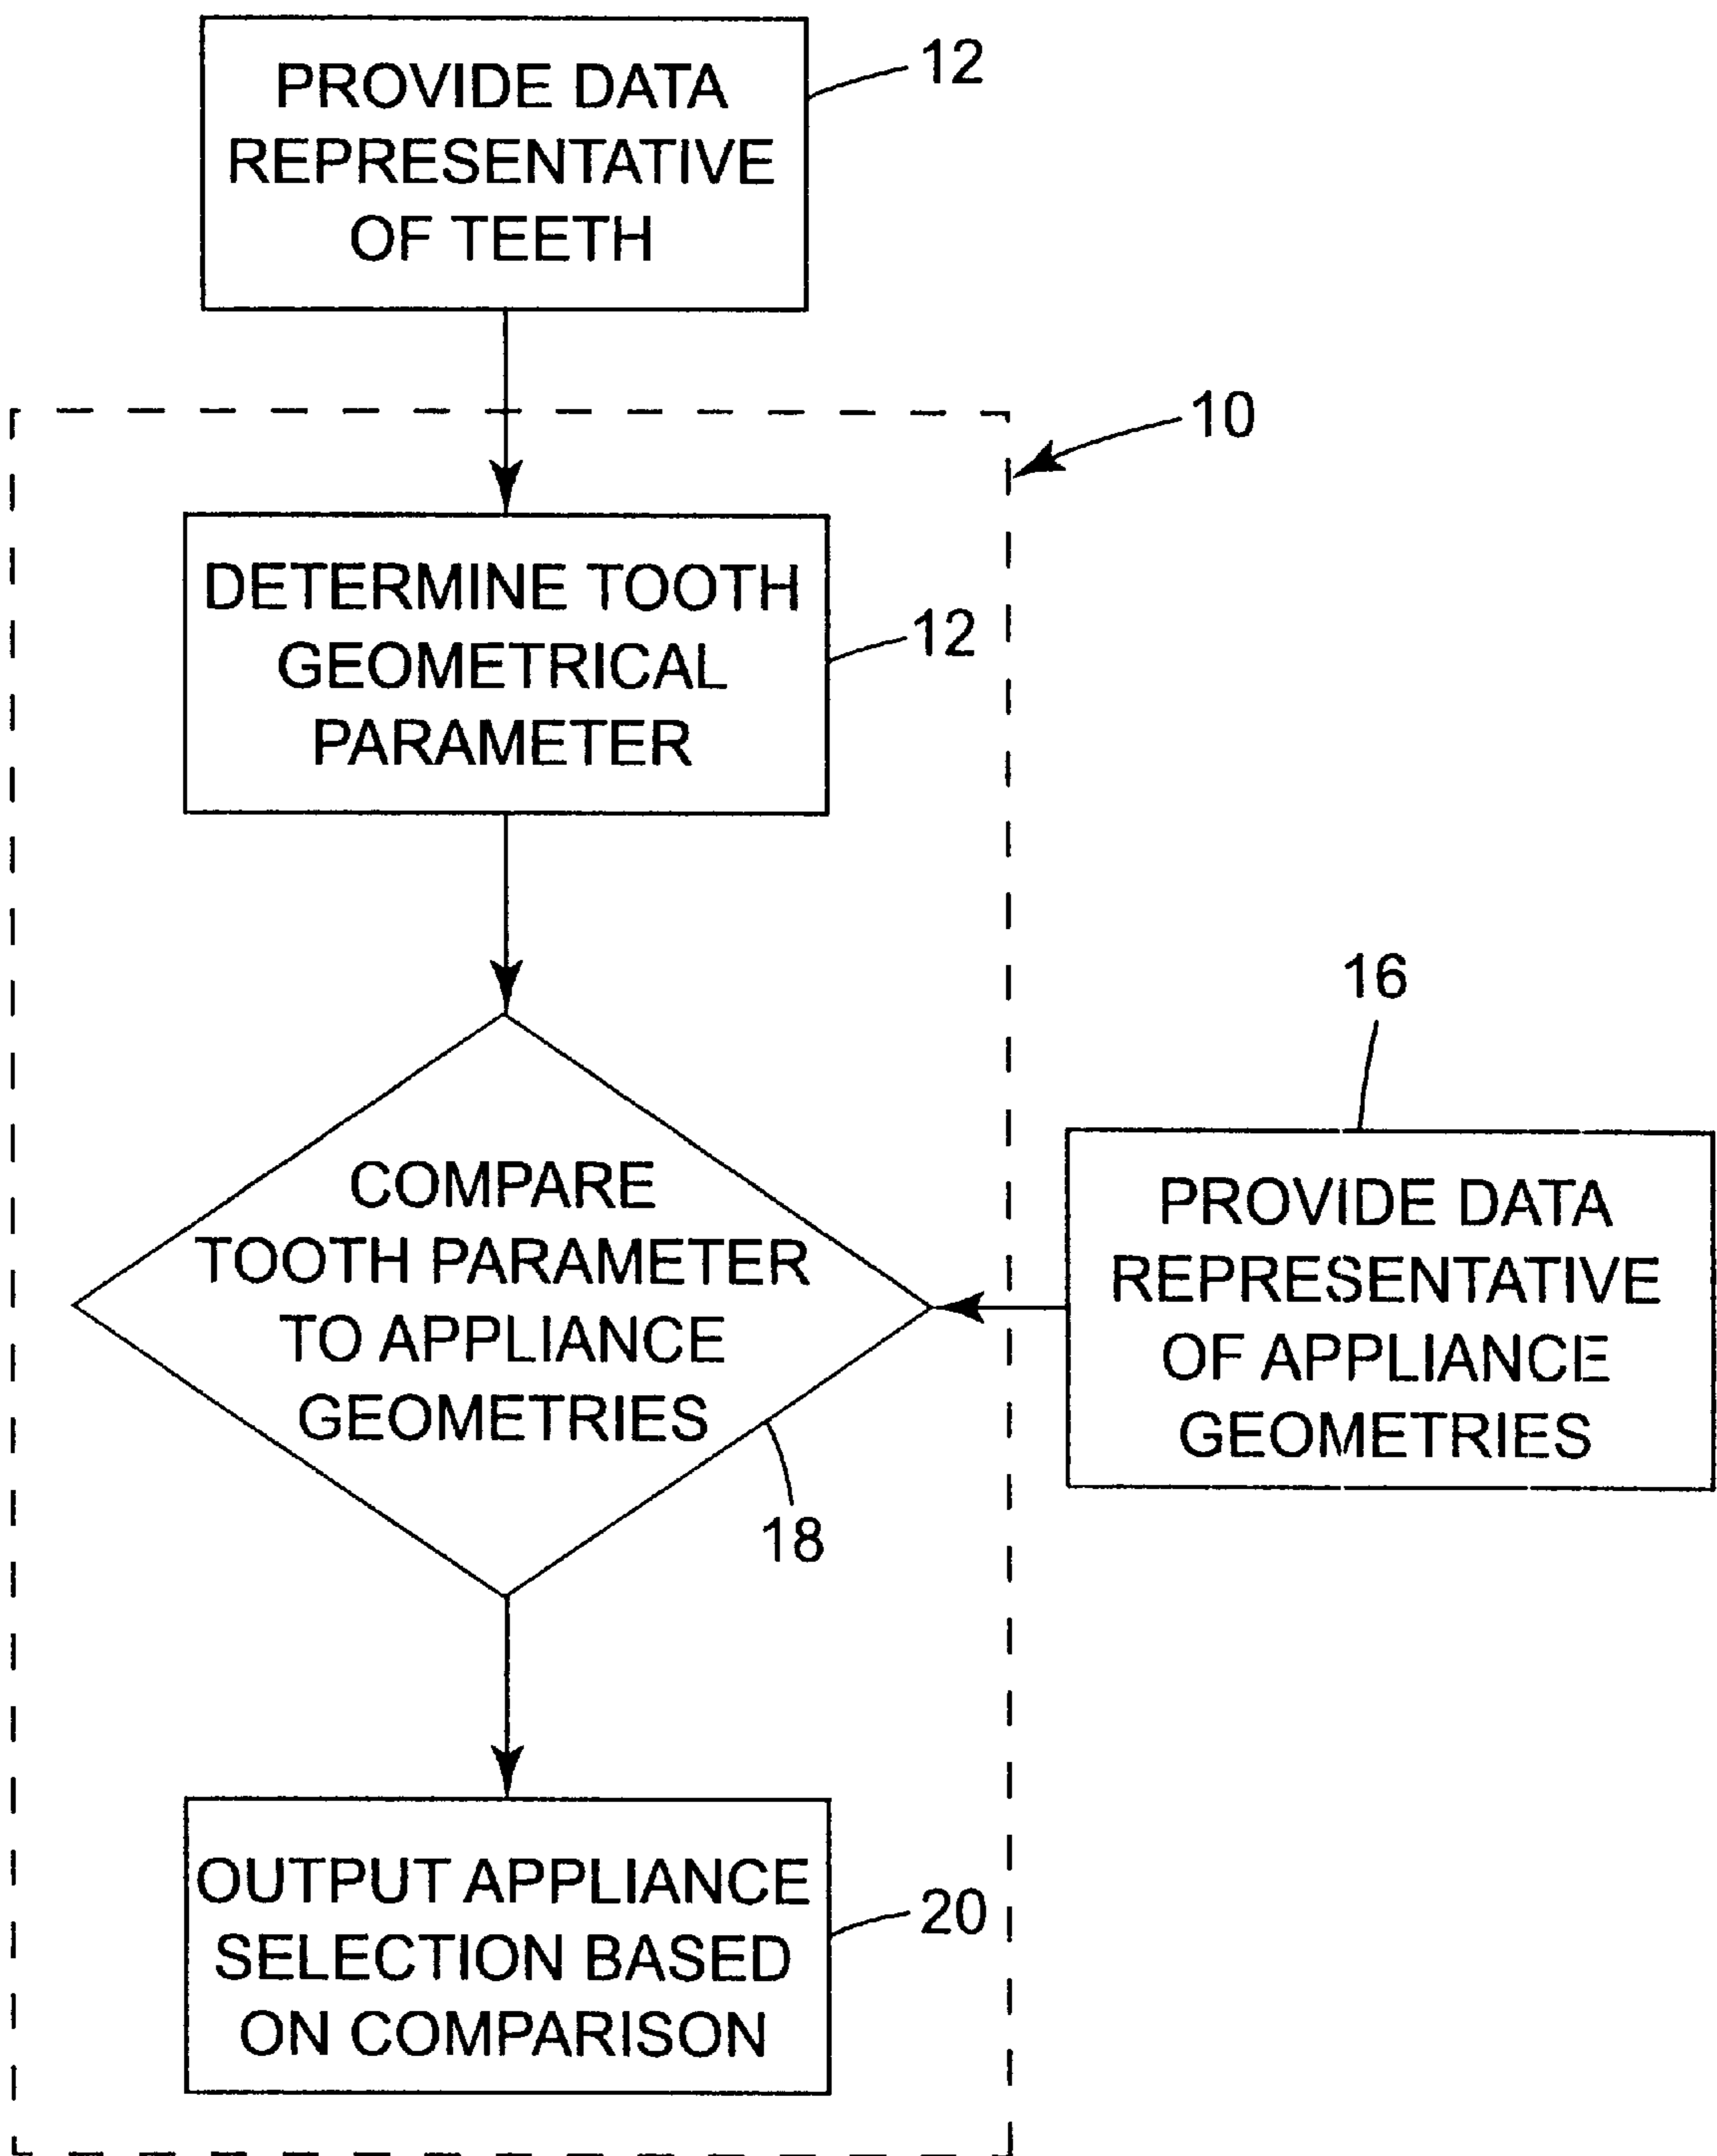 PROVIDE DATA
REPRESENTATIVE
OF TEETH
12
10
DETERMINE TOOTH
GEOMETRICAL
PARAMETER
12
COMPARE
TOOTH PARAMETER
TO APPLIANCE
GEOMETRIES
18
16
PROVIDE DATA
REPRESENTATIVE
OF APPLIANCE
GEOMETRIES
OUTPUT APPLIANCE
SELECTION BASED
ON COMPARISON
20